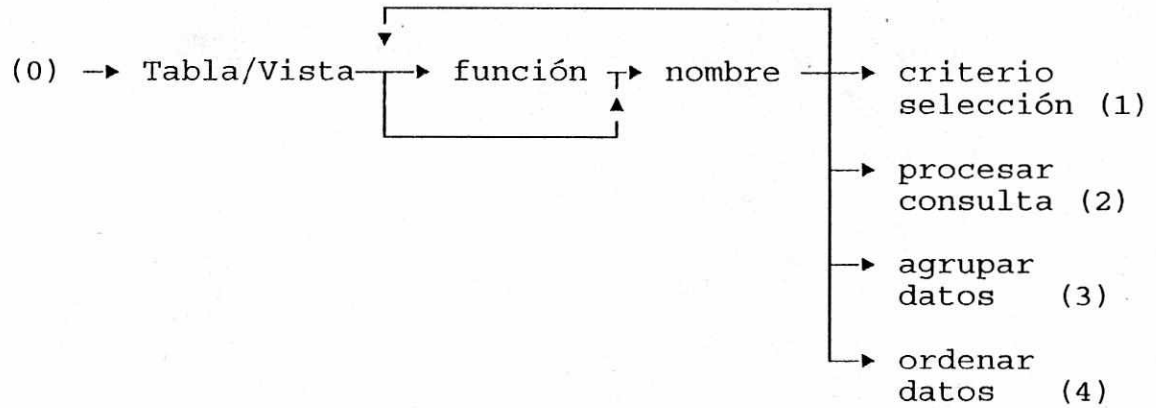 (0) → Tabla/Vista → función → nombre → criterio
selección (1)
procesar
consulta (2)
agrupar
datos (3)
ordenar
datos (4)